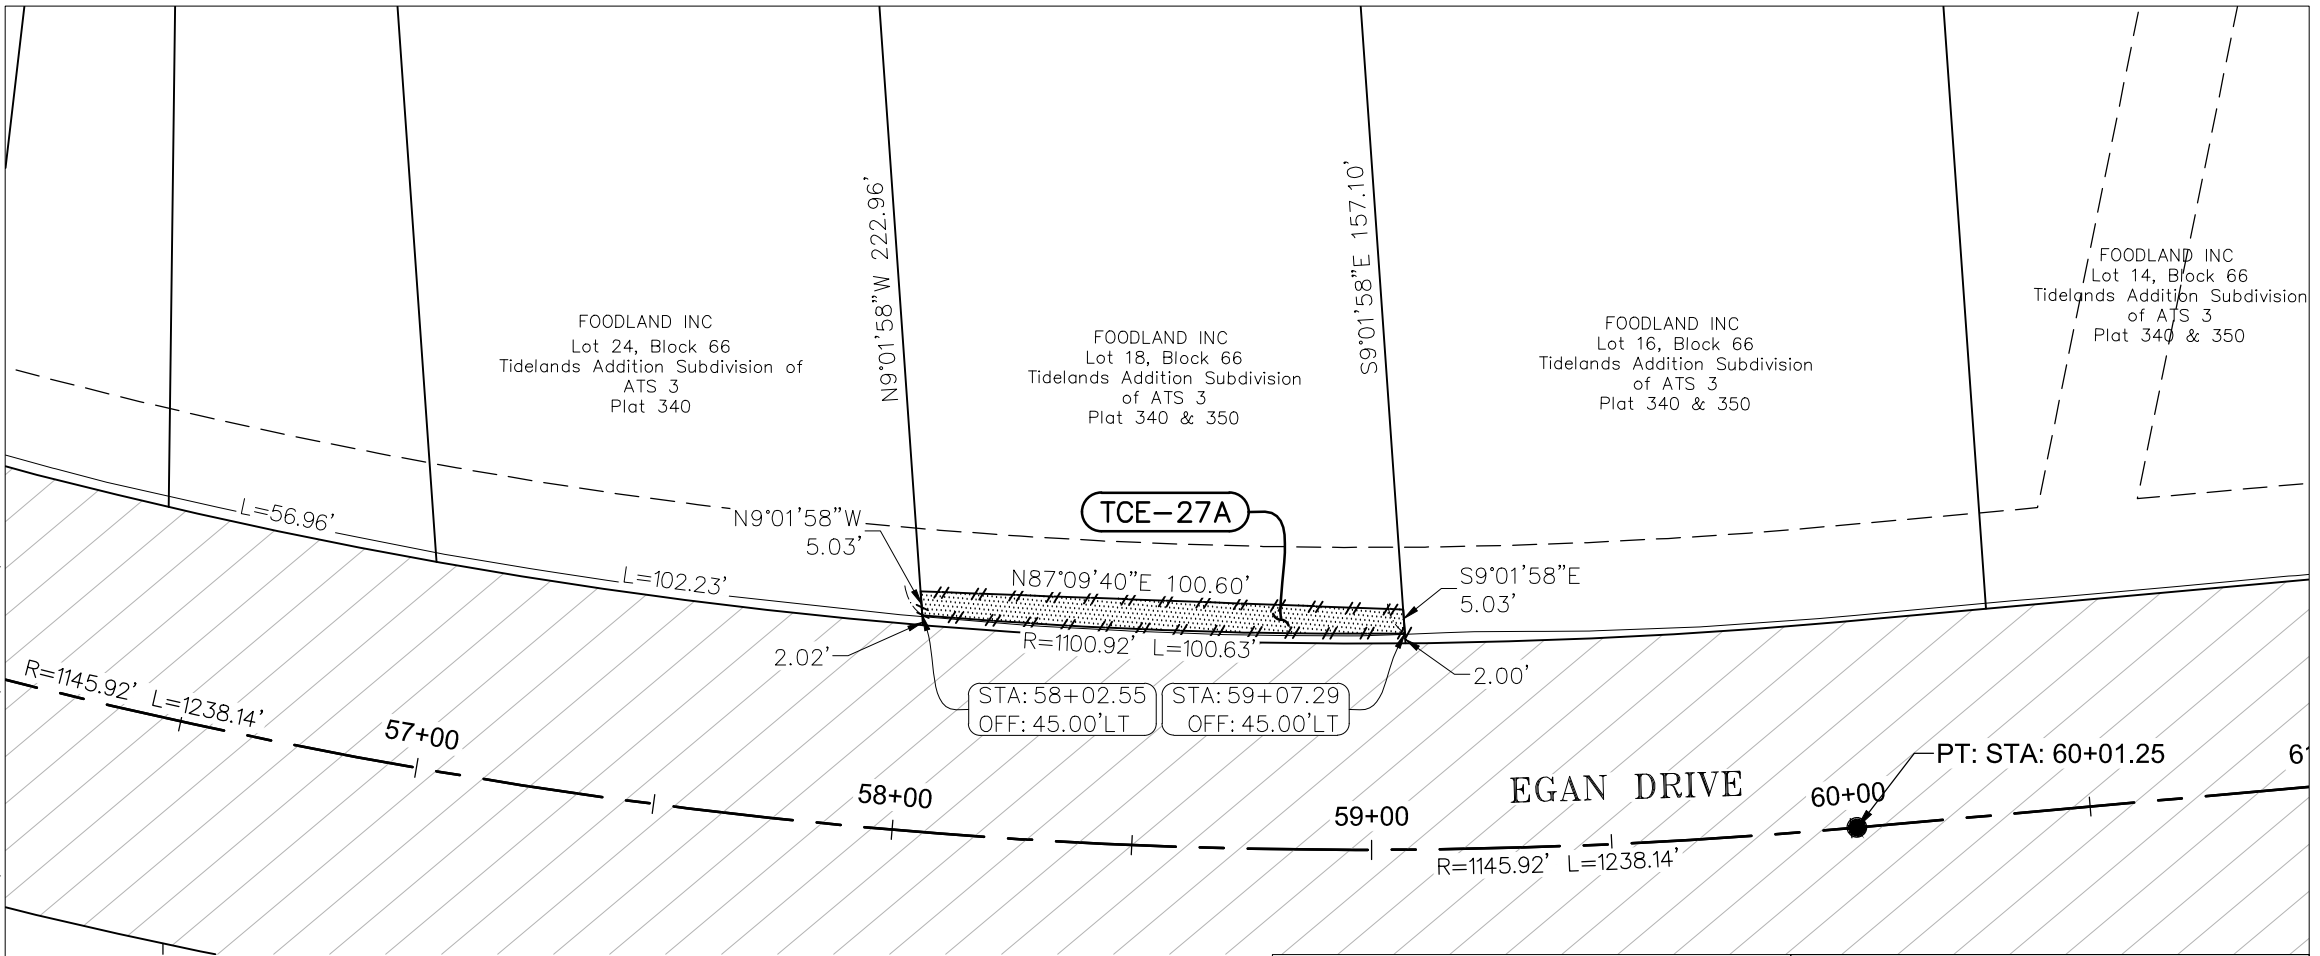 FOODLAND INC
Lot 24, Block 66
Tidelands Addition Subdivision of
ATS 3
Plat 340
N9°01'58"W 222.96'
FOODLAND INC
Lot 18, Block 66
Tidelands Addition Subdivision
of ATS 3
Plat 340 & 350
S9°01'58"E 157.10'
FOODLAND INC
Lot 16, Block 66
Tidelands Addition Subdivision
of ATS 3
Plat 340 & 350
FOODLAND INC
Lot 14, Block 66
Tidelands Addition Subdivision
of ATS 3
Plat 340 & 350
L=56.96'
N9°01'58"W
5.03'
TCE-27A
L=102.23'
N87°09'40"E 100.60'
S9°01'58"E
5.03'
R=1100.92' L=100.63'
2.02'
2.00'
STA: 58+02.55
OFF: 45.00'LT
STA: 59+07.29
OFF: 45.00'LT
R=1145.92' L=1238.14'
57+00
58+00
59+00
EGAN DRIVE
60+00
PT: STA: 60+01.25
61
R=1145.92' L=1238.14'